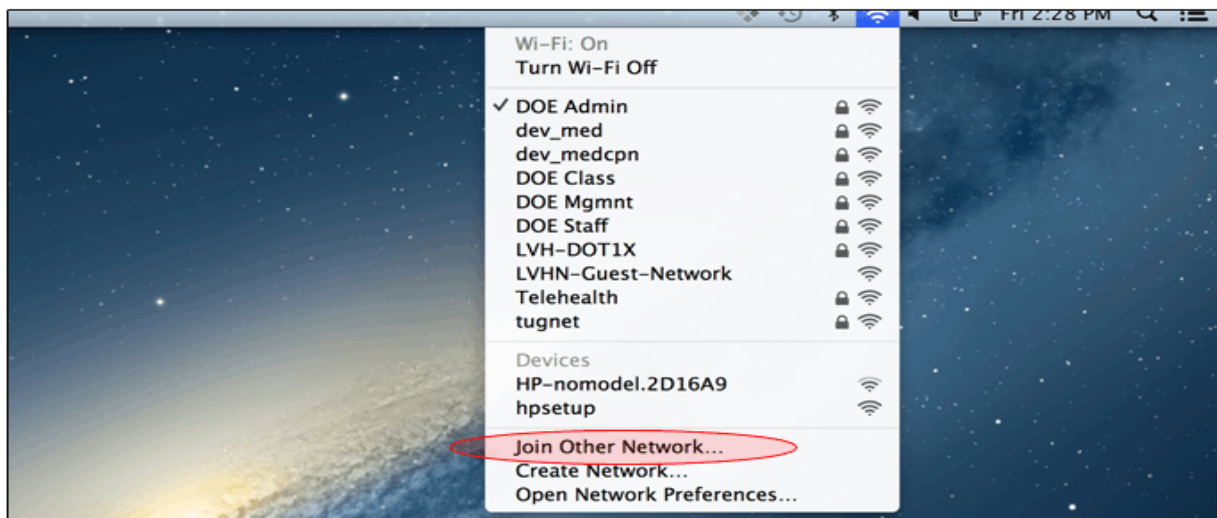 Fri 2:28 PM
Wi-Fi: On
Turn Wi-Fi Off
✓ DOE Admin
dev_med
dev_medcpn
DOE Class
DOE Mgmnt
DOE Staff
LVH-DOT1X
LVHN-Guest-Network
Telehealth
tugnet
Devices
HP-nomodel.2D16A9
hpsetup
Join Other Network...
Create Network...
Open Network Preferences...